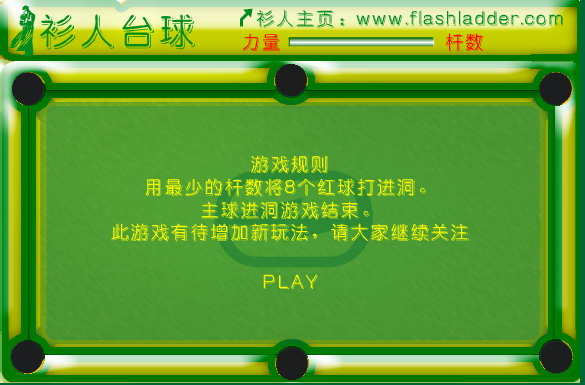 衫人台球
衫人主页：www.flashladder.com
力量 杆数
游戏规则
用最少的杆数将8个红球打进洞。
主球进洞游戏结束。
此游戏有待增加新玩法，请大家继续关注
PLAY